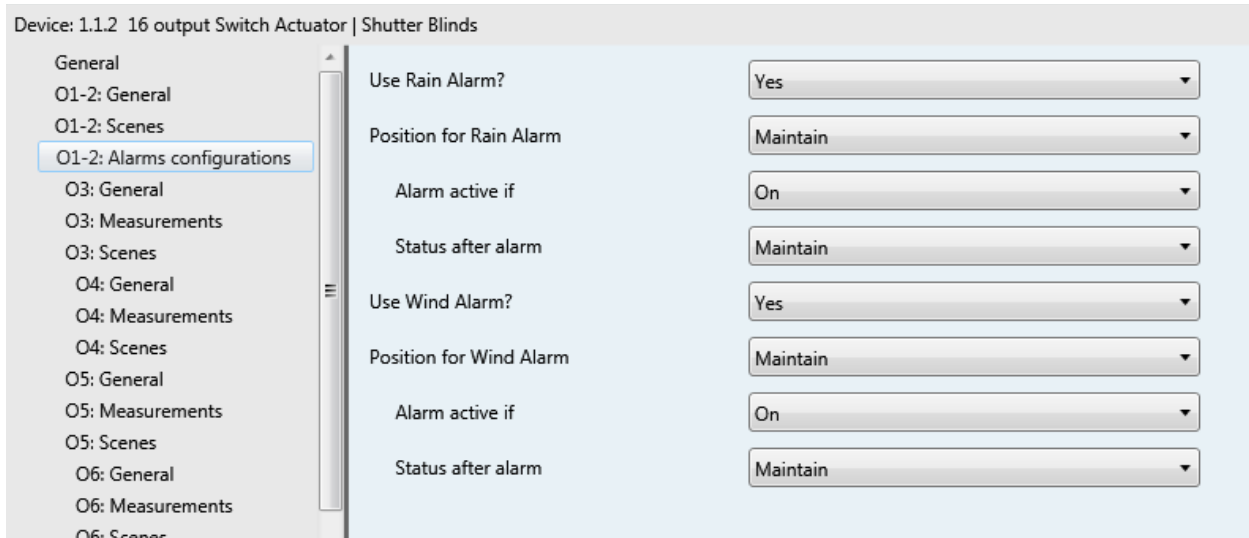 Device: 1.1.2 16 output Switch Actuator | Shutter Blinds
General
O1-2: General
O1-2: Scenes
O1-2: Alarms configurations
O3: General
O3: Measurements
O3: Scenes
O4: General
O4: Measurements
O4: Scenes
O5: General
O5: Measurements
O5: Scenes
O6: General
O6: Measurements
O6: Scenes
Use Rain Alarm? Yes
Position for Rain Alarm Maintain
Alarm active if On
Status after alarm Maintain
Use Wind Alarm? Yes
Position for Wind Alarm Maintain
Alarm active if On
Status after alarm Maintain